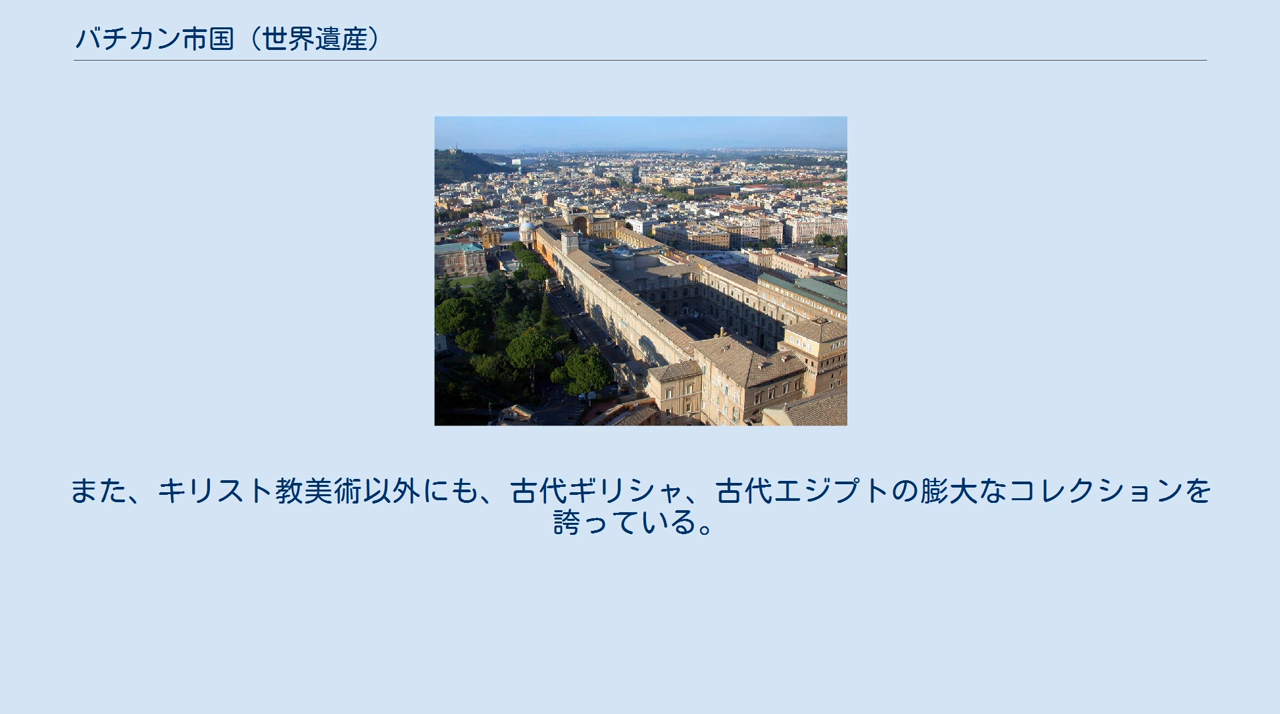 バチカン市国（世界遺産）
また、キリスト教美術以外にも、古代ギリシャ、古代エジプトの膨大なコレクションを
誇っている。